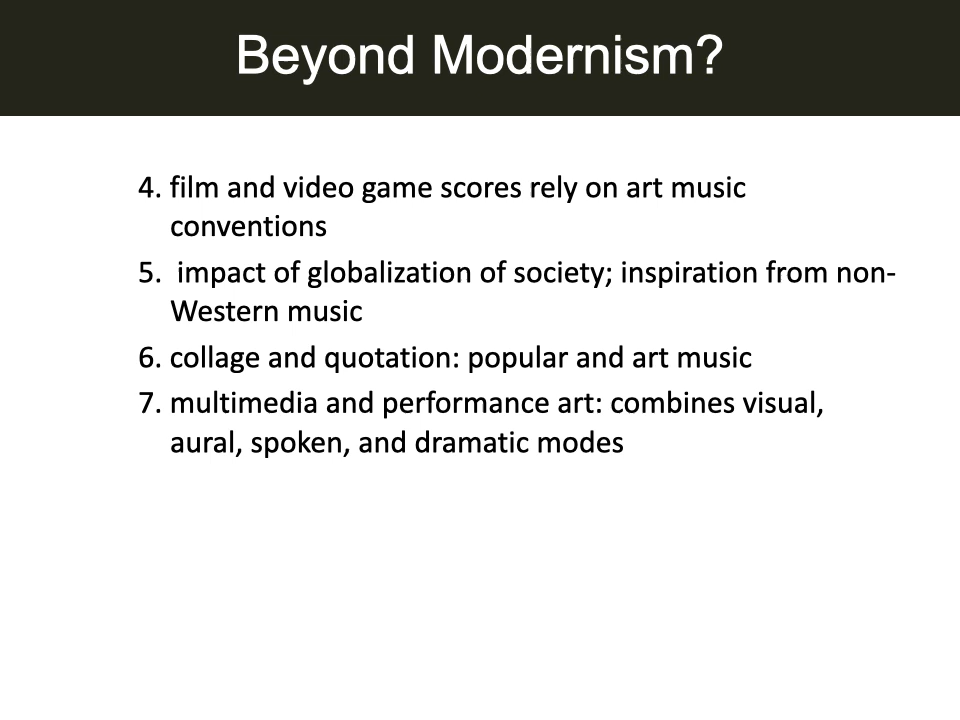 Beyond Modernism?
4. film and video game scores rely on art music
conventions
5.  impact of globalization of society; inspiration from non-
Western music
6. collage and quotation: popular and art music
7. multimedia and performance art: combines visual,
aural, spoken, and dramatic modes